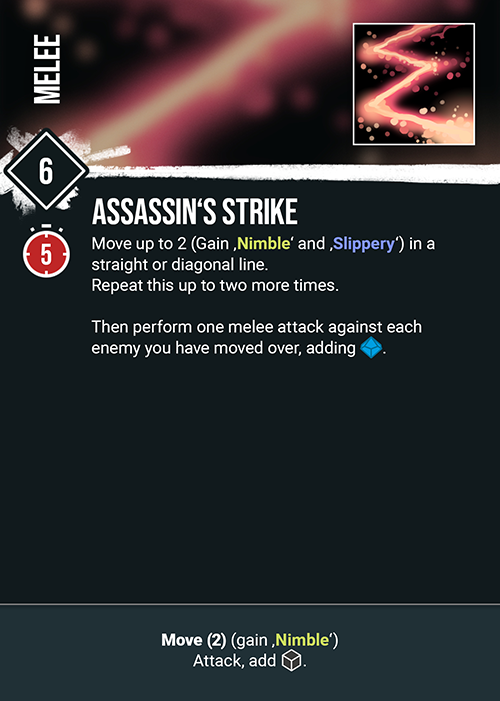 MELEE
6
ASSASSIN‘S STRIKE
5
Move up to 2 (Gain ‚Nimble‘ and ‚Slippery‘) in a
straight or diagonal line.
Repeat this up to two more times.
Then perform one melee attack against each
enemy you have moved over, adding .
Move (2) (gain ‚Nimble‘)
Attack, add .